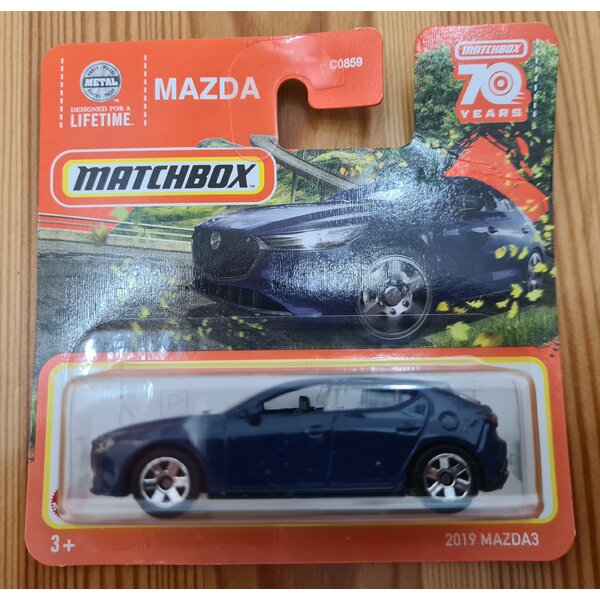 METAL
DESIGNED FOR A
LIFETIME.
MAZDA
C0859
MATCHBOX
70
YEARS
MATCHBOX
3+
2019 MAZDA3